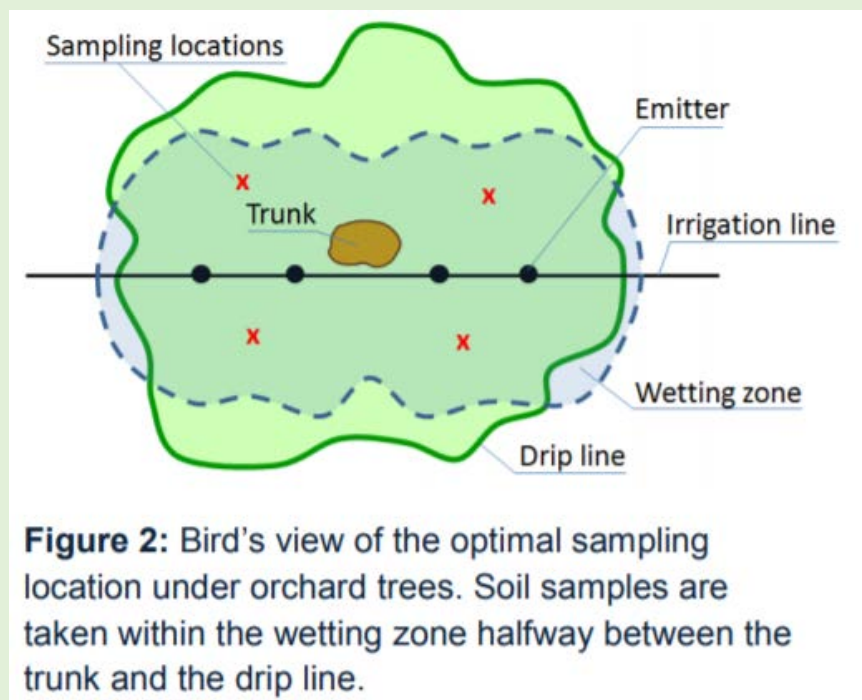 Sampling locations
Emitter
Trunk
Irrigation line
Wetting zone
Drip line
Figure 2: Bird's view of the optimal sampling
location under orchard trees. Soil samples are
taken within the wetting zone halfway between the
trunk and the drip line.